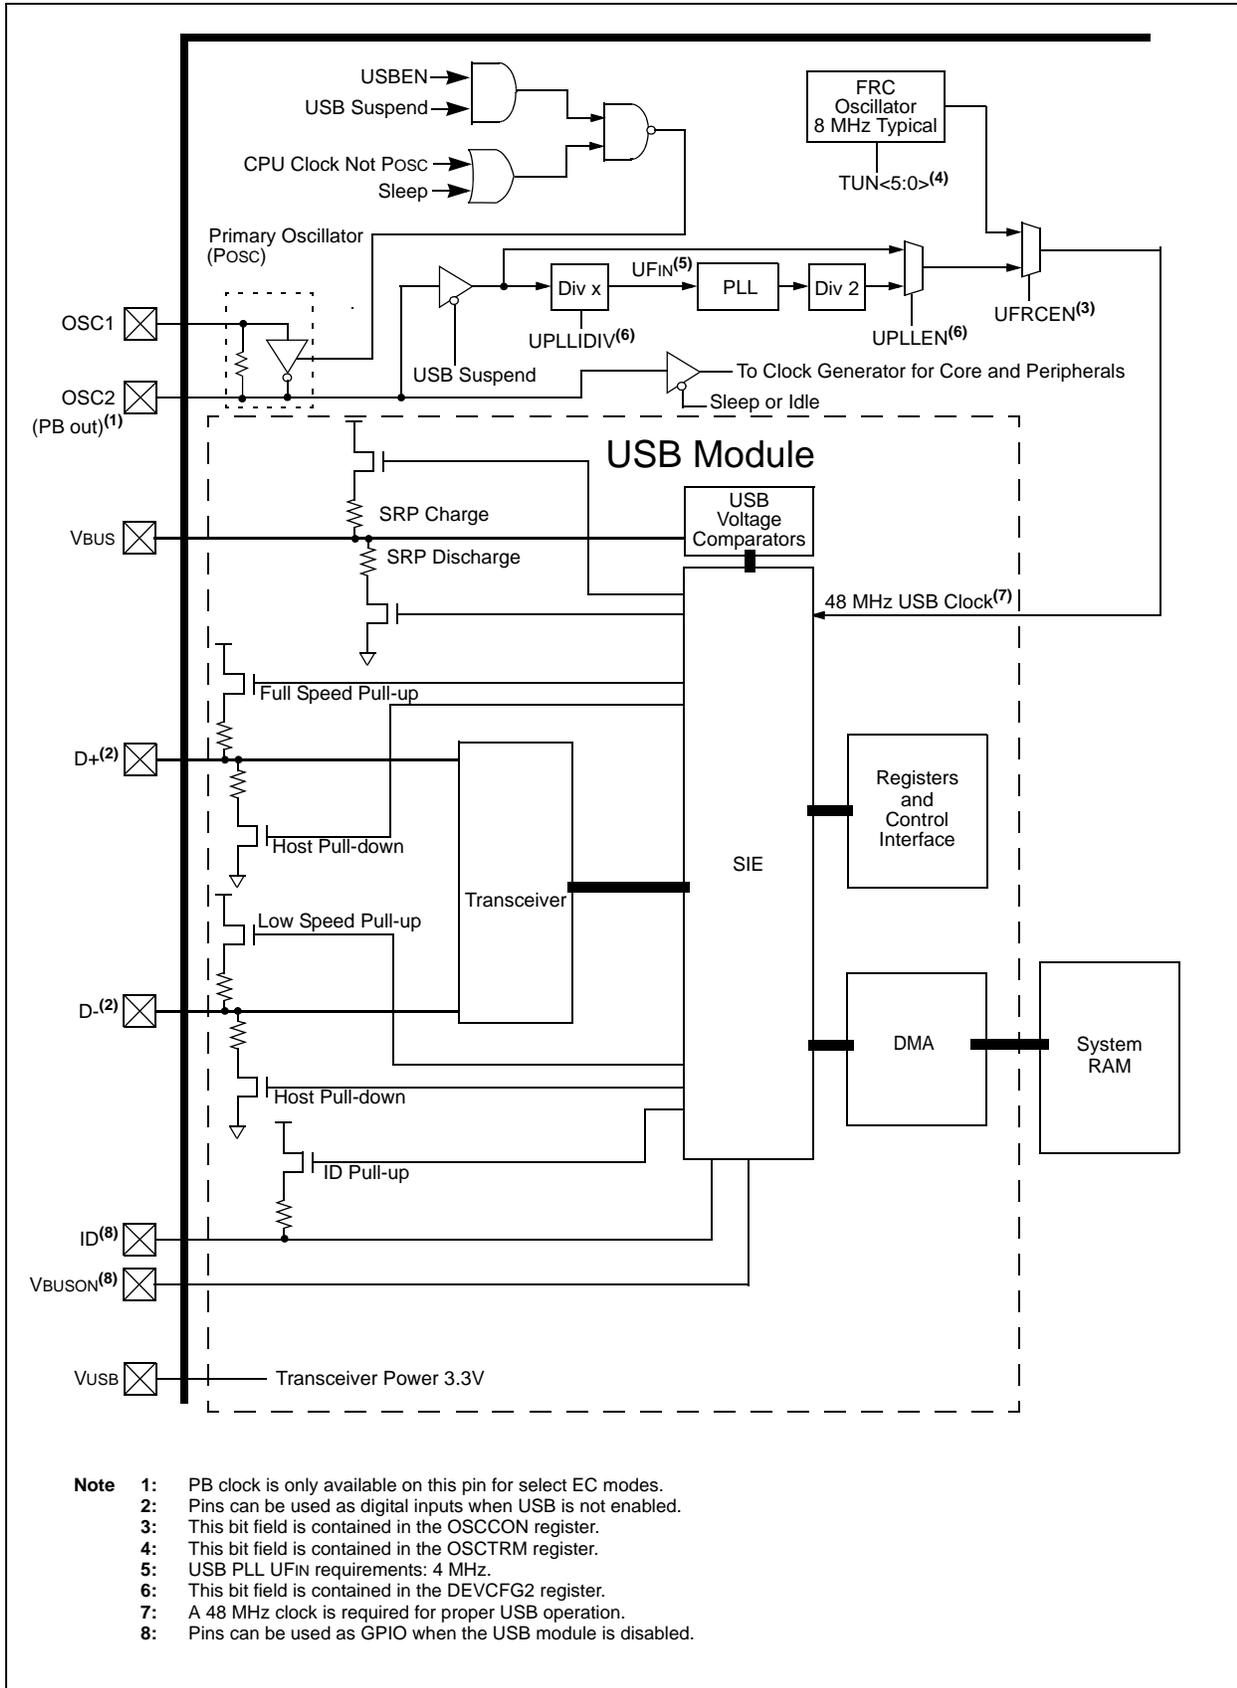 USBEN
USB Suspend
CPU Clock Not POSC
Sleep
FRC
Oscillator
8 MHz Typical
TUN<5:0>(4)
Primary Oscillator
(POSC)
UFIN(5)
Div x
PLL
Div 2
UFRCEN(3)
UPLLIDIV(6)
UPLLEN(6)
OSC1
USB Suspend
To Clock Generator for Core and Peripherals
OSC2
(PB out)(1)
Sleep or Idle
USB Module
USB
Voltage
Comparators
SRP Charge
VBUS
SRP Discharge
48 MHz USB Clock(7)
Full Speed Pull-up
D+(2)
Registers
and
Control
Interface
Host Pull-down
SIE
Transceiver
Low Speed Pull-up
D-(2)
DMA
System
RAM
Host Pull-down
ID Pull-up
ID(8)
VBUSON(8)
VUSB
Transceiver Power 3.3V
Note 1: PB clock is only available on this pin for select EC modes.
2: Pins can be used as digital inputs when USB is not enabled.
3: This bit field is contained in the OSCCON register.
4: This bit field is contained in the OSCTRM register.
5: USB PLL UFIN requirements: 4 MHz.
6: This bit field is contained in the DEVCFG2 register.
7: A 48 MHz clock is required for proper USB operation.
8: Pins can be used as GPIO when the USB module is disabled.